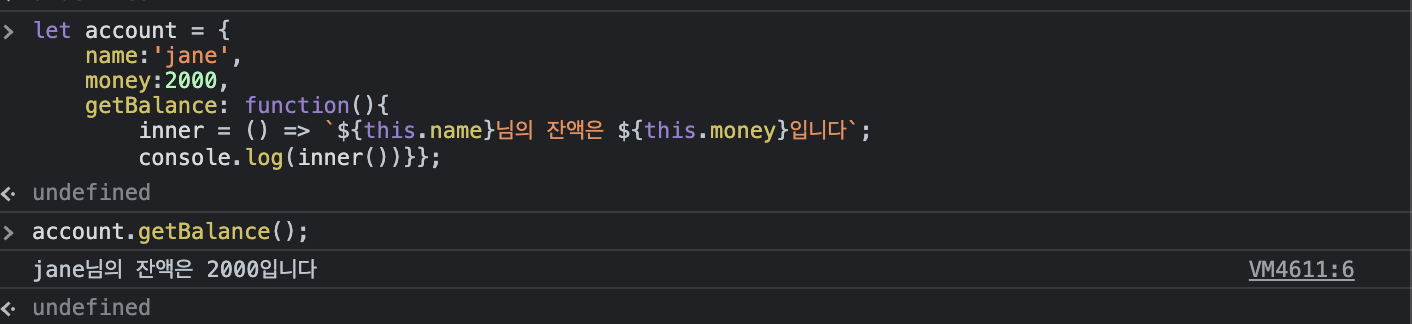 > let account = {
name:'jane',
money:2000,
getBalance: function(){
inner = () => `${this.name}님의 잔액은 ${this.money}입니다`;
console.log(inner())}};
undefined
> account.getBalance();
jane님의 잔액은 2000입니다 VM4611:6
undefined